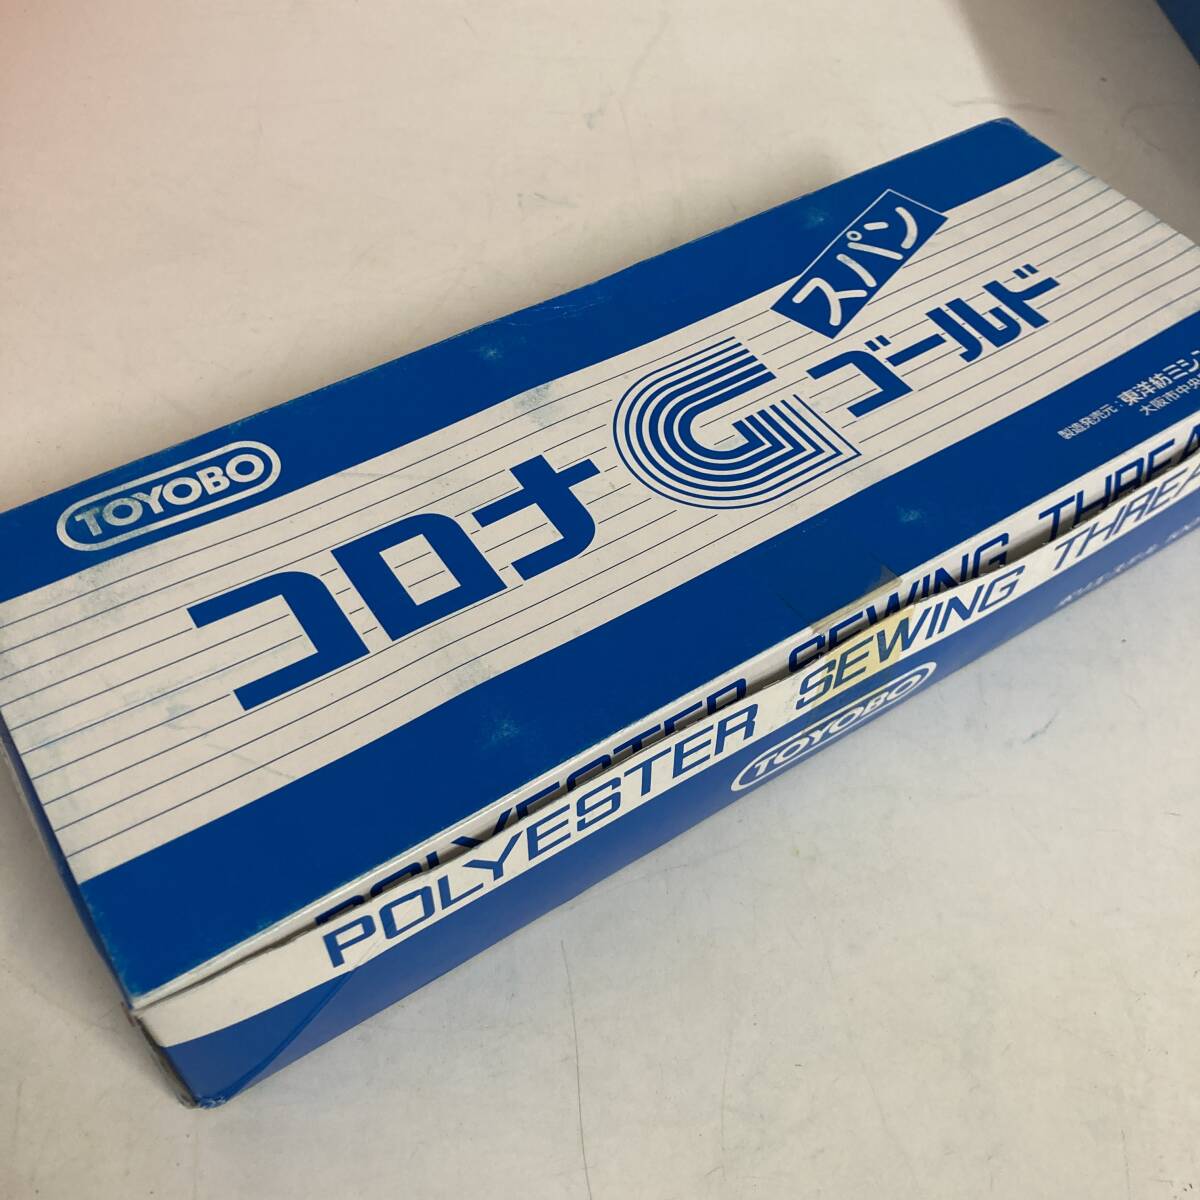 TOYOBO
コロナ
G
スパン
ゴールド
製造発売元・東洋紡ミシ
大阪市中央
POLYESTER SEWING THREA
POLYESTER SEWING THREA
TOYOBO